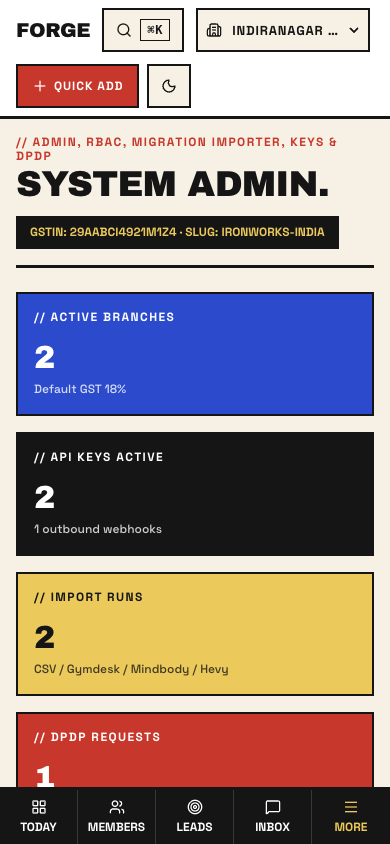 FORGE
⌘K
INDIRANAGAR ...
QUICK ADD
// ADMIN, RBAC, MIGRATION IMPORTER, KEYS &
DPDP
SYSTEM ADMIN.
GSTIN: 29AABCI4921M1Z4 · SLUG: IRONWORKS-INDIA
// ACTIVE BRANCHES
2
Default GST 18%
// API KEYS ACTIVE
2
1 outbound webhooks
// IMPORT RUNS
2
CSV / Gymdesk / Mindbody / Hevy
// DPDP REQUESTS
1
TODAY
MEMBERS
LEADS
INBOX
MORE